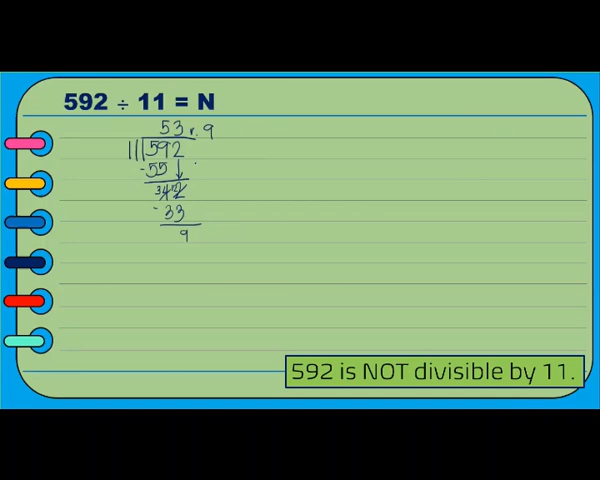 592 ÷ 11 = N
53 r. 9
11)592
-55
42
-33
9
592 is NOT divisible by 11.